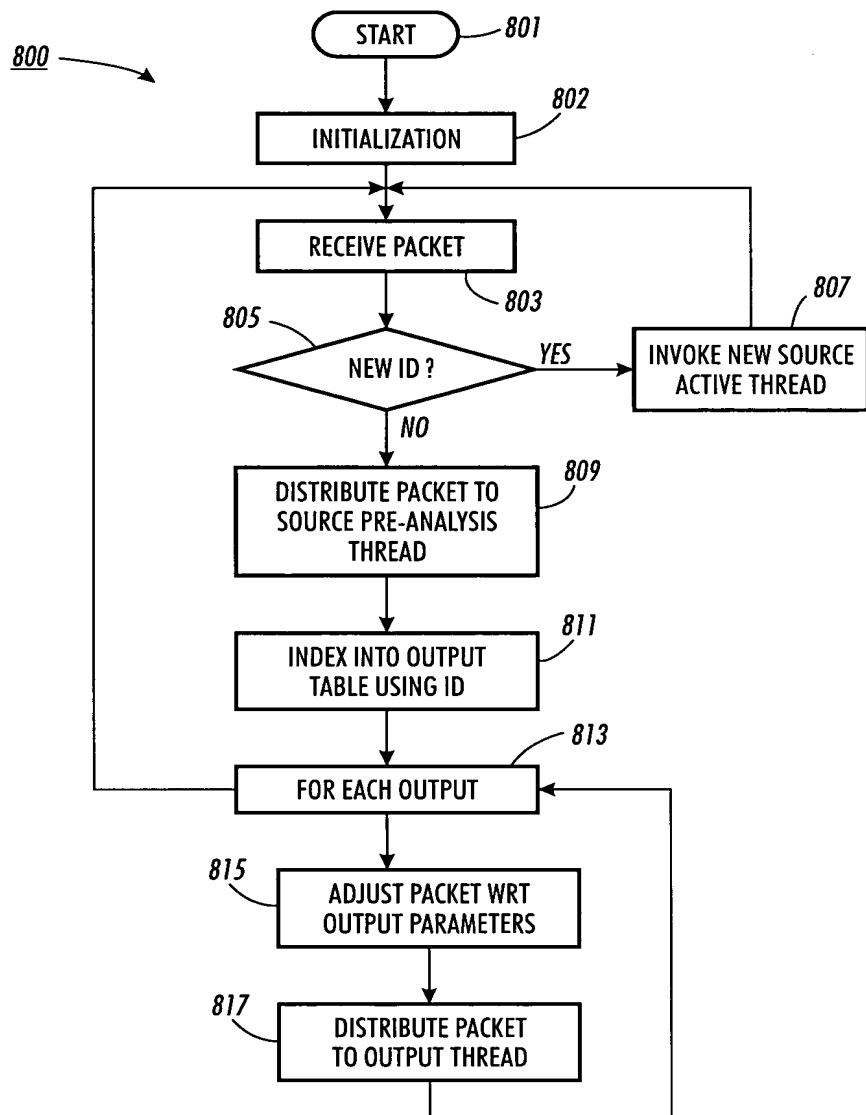 START
801
800
802
INITIALIZATION
RECEIVE PACKET
803
807
805
NEW ID ?
YES
INVOKE NEW SOURCE
ACTIVE THREAD
NO
809
DISTRIBUTE PACKET TO
SOURCE PRE-ANALYSIS
THREAD
811
INDEX INTO OUTPUT
TABLE USING ID
813
FOR EACH OUTPUT
815
ADJUST PACKET WRT
OUTPUT PARAMETERS
817
DISTRIBUTE PACKET
TO OUTPUT THREAD